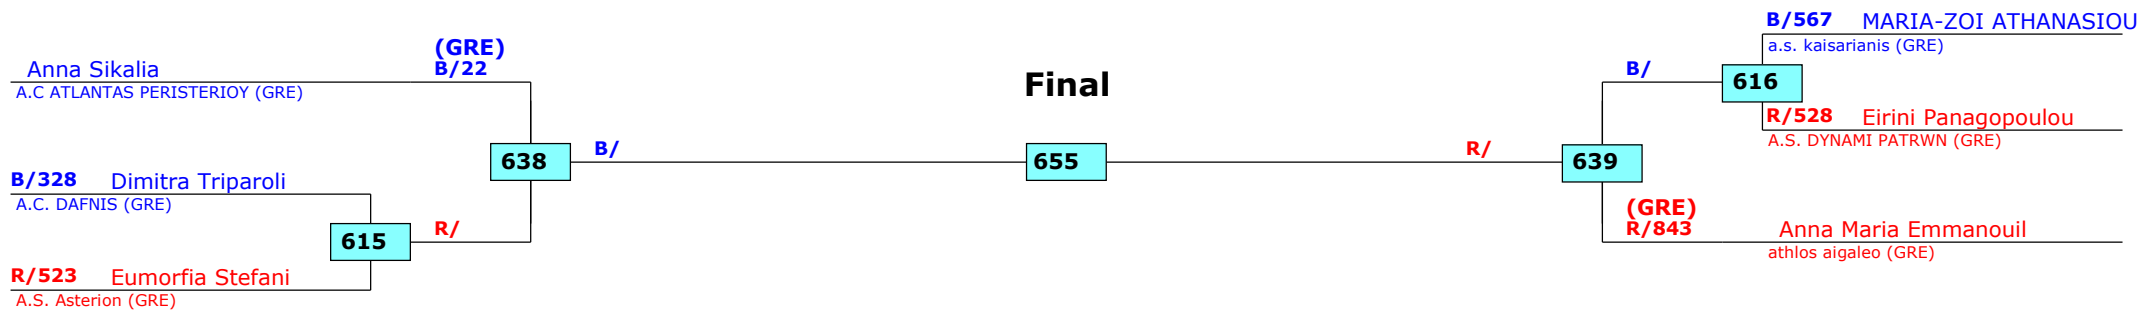 B/567 MARIA-ZOI ATHANASIOU
a.s. kaisarianis (GRE)
(GRE)
Anna Sikalia B/22
A.C ATLANTAS PERISTERIOY (GRE)
Final
B/
616
R/528 Eirini Panagopoulou
A.S. DYNAMI PATRWN (GRE)
638
B/
655
R/
639
B/328 Dimitra Triparoli
A.C. DAFNIS (GRE)
615
R/
(GRE)
R/843 Anna Maria Emmanouil
athlos aigaleo (GRE)
R/523 Eumorfia Stefani
A.S. Asterion (GRE)